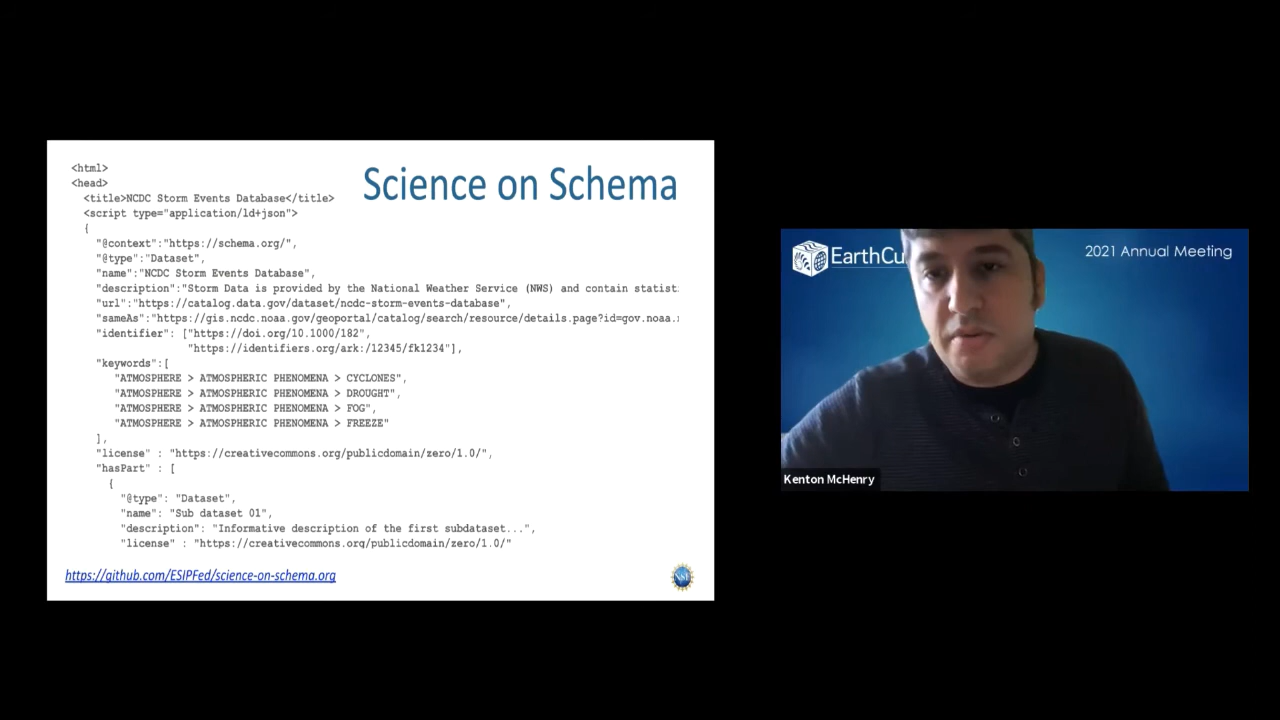 Science on Schema
<html>
<head>
<title>NCDC Storm Events Database</title>
<script type="application/ld+json">
{
"@context":"https://schema.org/",
"@type":"Dataset",
"name":"NCDC Storm Events Database",
"description":"Storm Data is provided by the National Weather Service (NWS) and contain statist
"url":"https://catalog.data.gov/dataset/ncdc-storm-events-database",
"sameAs":"https://gis.ncdc.noaa.gov/geoportal/catalog/search/resource/details.page?id=gov.noaa.
"identifier": ["https://doi.org/10.1000/182",
"https://identifiers.org/ark:/12345/fk1234"],
"keywords":[
"ATMOSPHERE > ATMOSPHERIC PHENOMENA > CYCLONES",
"ATMOSPHERE > ATMOSPHERIC PHENOMENA > DROUGHT",
"ATMOSPHERE > ATMOSPHERIC PHENOMENA > FOG",
"ATMOSPHERE > ATMOSPHERIC PHENOMENA > FREEZE"
],
"license" : "https://creativecommons.org/publicdomain/zero/1.0/",
"hasPart" : [
{
"@type": "Dataset",
"name": "Sub dataset 01",
"description": "Informative description of the first subdataset...",
"license" : "https://creativecommons.org/publicdomain/zero/1.0/"
https://github.com/ESIPFed/science-on-schema.org
NSF
EarthCu
2021 Annual Meeting
Kenton McHenry